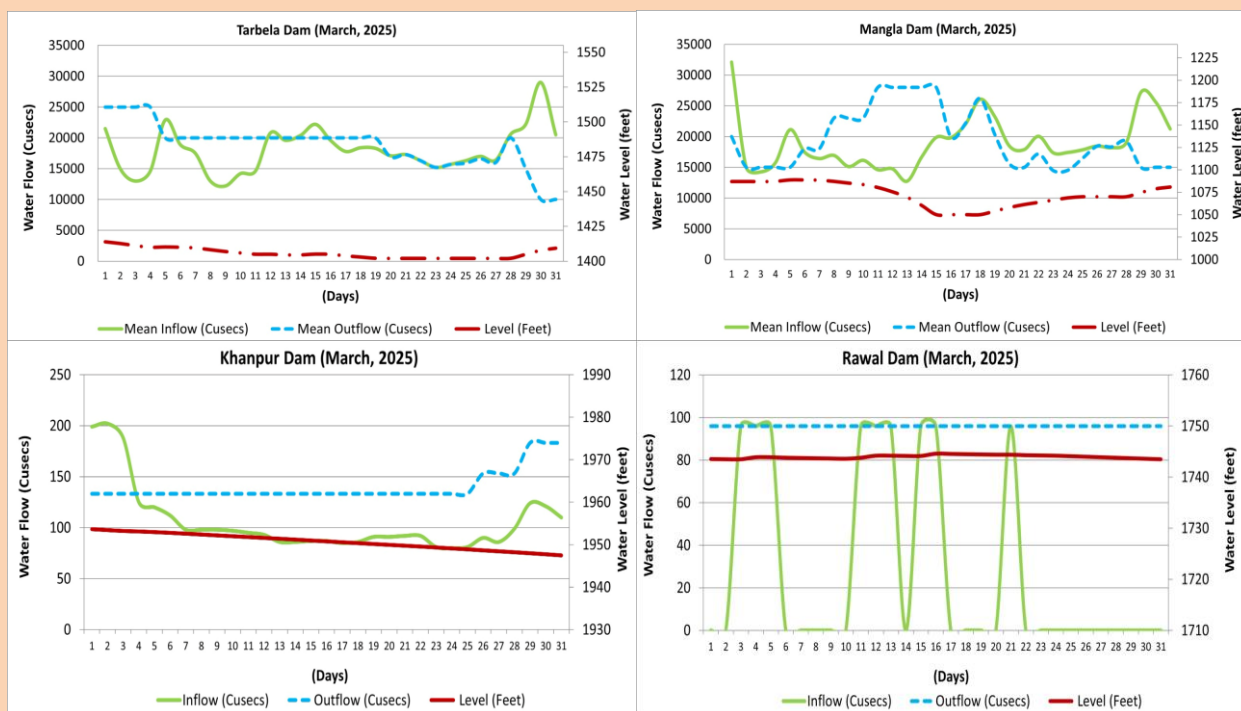 Tarbela Dam (March, 2025)
Water Flow (Cusecs)
35000
30000
25000
20000
15000
10000
5000
0
1550
1525
1500
1475
1450
1425
1400
Water Level (feet)
1 2 3 4 5 6 7 8 9 10 11 12 13 14 15 16 17 18 19 20 21 22 23 24 25 26 27 28 29 30 31
(Days)
Mean Inflow (Cusecs) Mean Outflow (Cusecs) Level (Feet)
Mangla Dam (March, 2025)
Water Flow (Cusecs)
35000
30000
25000
20000
15000
10000
5000
0
1225
1200
1175
1150
1125
1100
1075
1050
1025
1000
Water Level (feet)
1 2 3 4 5 6 7 8 9 10 11 12 13 14 15 16 17 18 19 20 21 22 23 24 25 26 27 28 29 30 31
(Days)
Mean Inflow (Cusecs) Mean Outflow (Cusecs) Level (Feet)
Khanpur Dam (March, 2025)
Water Flow (Cusecs)
250
200
150
100
50
0
1990
1980
1970
1960
1950
1940
1930
Water Level (feet)
1 2 3 4 5 6 7 8 9 10 11 12 13 14 15 16 17 18 19 20 21 22 23 24 25 26 27 28 29 30 31
(Days)
Inflow (Cusecs) Outflow (Cusecs) Level (Feet)
Rawal Dam (March, 2025)
Water Flow (Cusecs)
120
100
80
60
40
20
0
1760
1750
1740
1730
1720
1710
Water Level (feet)
1 2 3 4 5 6 7 8 9 10 11 12 13 14 15 16 17 18 19 20 21 22 23 24 25 26 27 28 29 30 31
(Days)
Inflow (Cusecs) Outflow (Cusecs) Level (Feet)